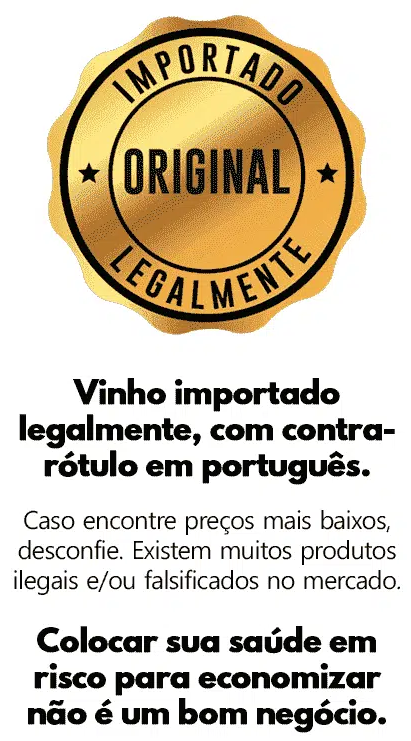 IMPORTADO
ORIGINAL
LEGALMENTE
Vinho importado
legalmente, com contra-
rótulo em português.
Caso encontre preços mais baixos,
desconfie. Existem muitos produtos
ilegais e/ou falsificados no mercado.
Colocar sua saúde em
risco para economizar
não é um bom negócio.